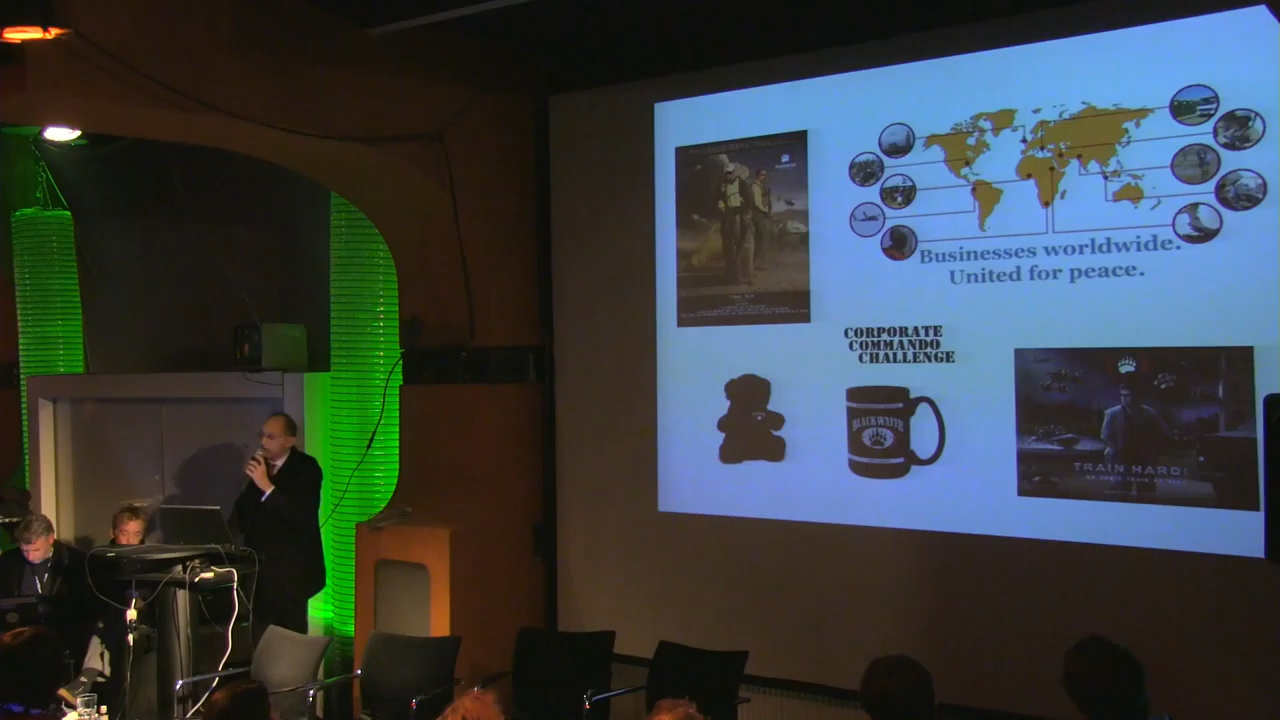 Businesses worldwide.
United for peace.
CORPORATE
COMMANDO
CHALLENGE
BLACKWATER
TRAIN HARD!